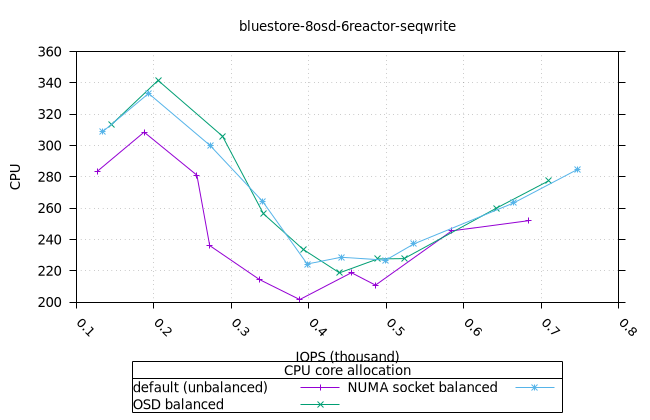 bluestore-8osd-6reactor-seqwrite
360
340
320
300
280
260
240
220
200
CPU
0.1 0.2 0.3 0.4 0.5 0.6 0.7 0.8
IOPS (thousand)
CPU core allocation
default (unbalanced) NUMA socket balanced
OSD balanced